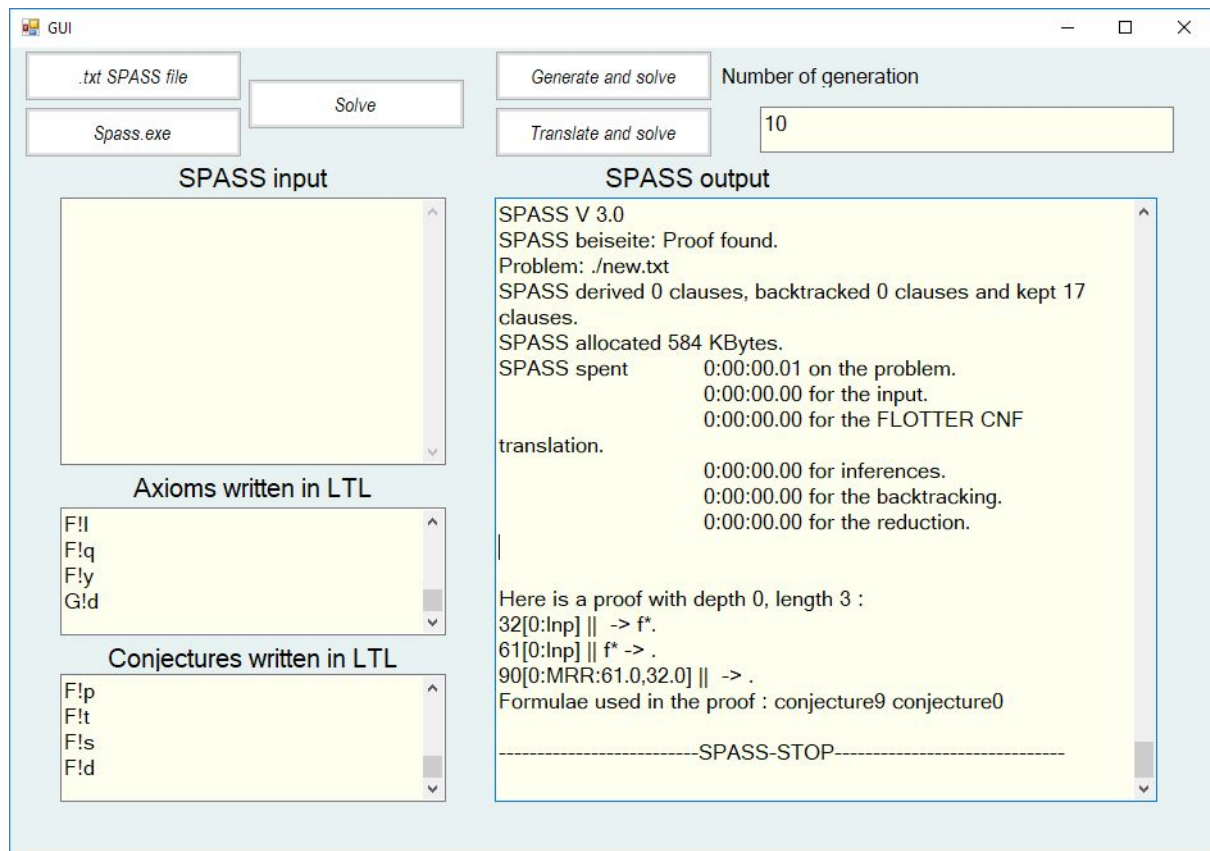 GUI
.txt SPASS file
Spass.exe
Solve
Generate and solve
Translate and solve
Number of generation
10
SPASS input
Axioms written in LTL
F!l
F!q
F!y
G!d
Conjectures written in LTL
F!p
F!t
F!s
F!d
SPASS output
SPASS V 3.0
SPASS beiseite: Proof found.
Problem: ./new.txt
SPASS derived 0 clauses, backtracked 0 clauses and kept 17
clauses.
SPASS allocated 584 KBytes.
SPASS spent 0:00:00.01 on the problem.
0:00:00.00 for the input.
0:00:00.00 for the FLOTTER CNF
translation.
0:00:00.00 for inferences.
0:00:00.00 for the backtracking.
0:00:00.00 for the reduction.
Here is a proof with depth 0, length 3 :
32[0:Inp] || -> f*.
61[0:Inp] || f* -> .
90[0:MRR:61.0,32.0] || -> .
Formulae used in the proof : conjecture9 conjecture0
--------------------------SPASS-STOP------------------------------